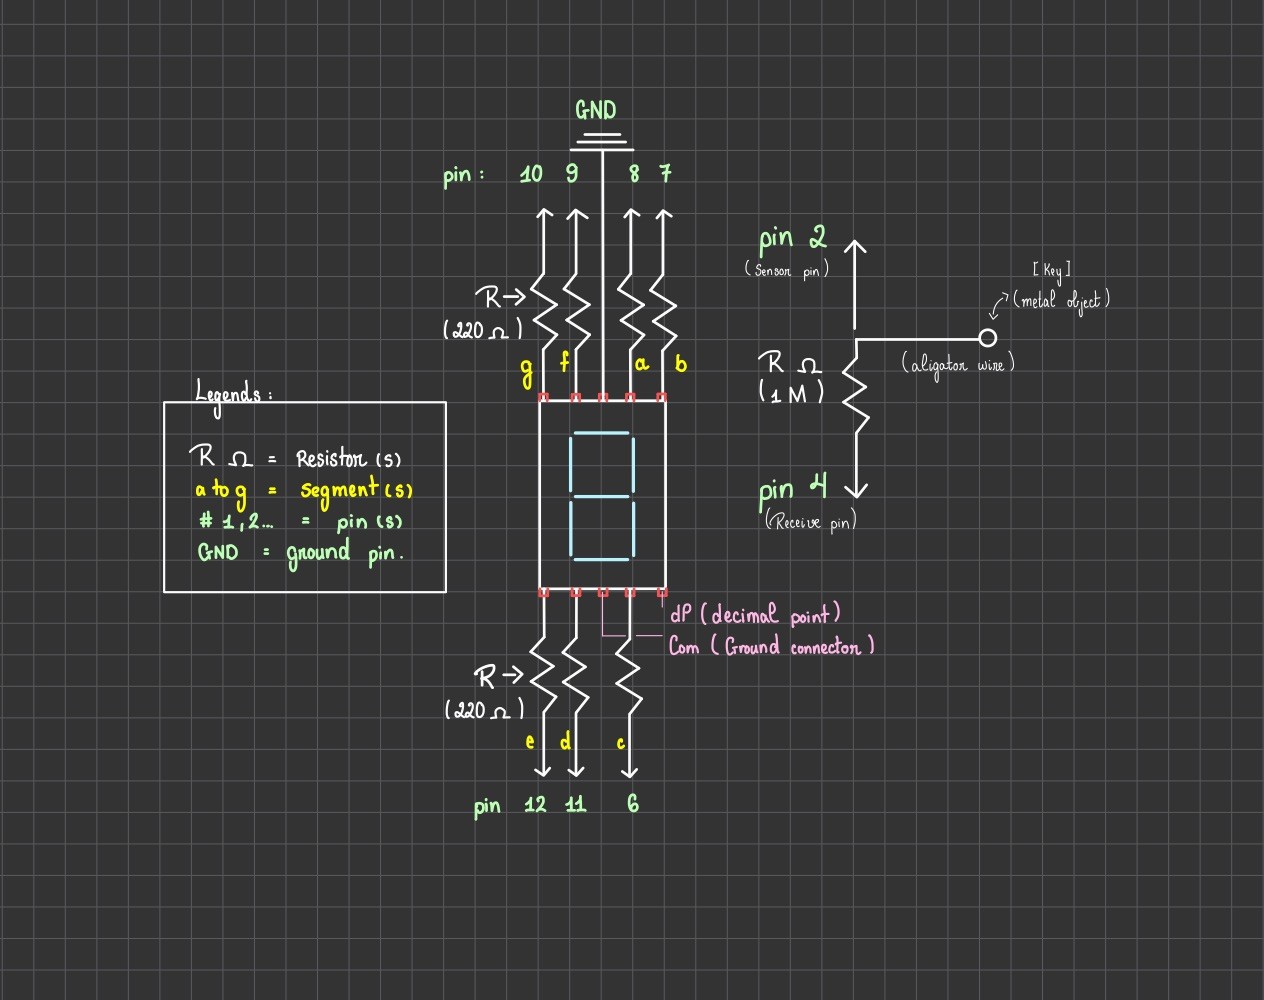 GND
pin : 10 9 8 7
R→
(220 Ω)
g f a b
pin 2
(Sensor pin)
[Key]
(metal object)
(aligator wire)
R Ω
(1 M)
pin 4
(Receive pin)
Legends :
R Ω = Resistor (s)
a to g = Segment (s)
# 1,2... = pin (s)
GND = ground pin.
dP (decimal point)
Com (Ground connector)
R→
(220 Ω)
e d c
pin 12 11 6